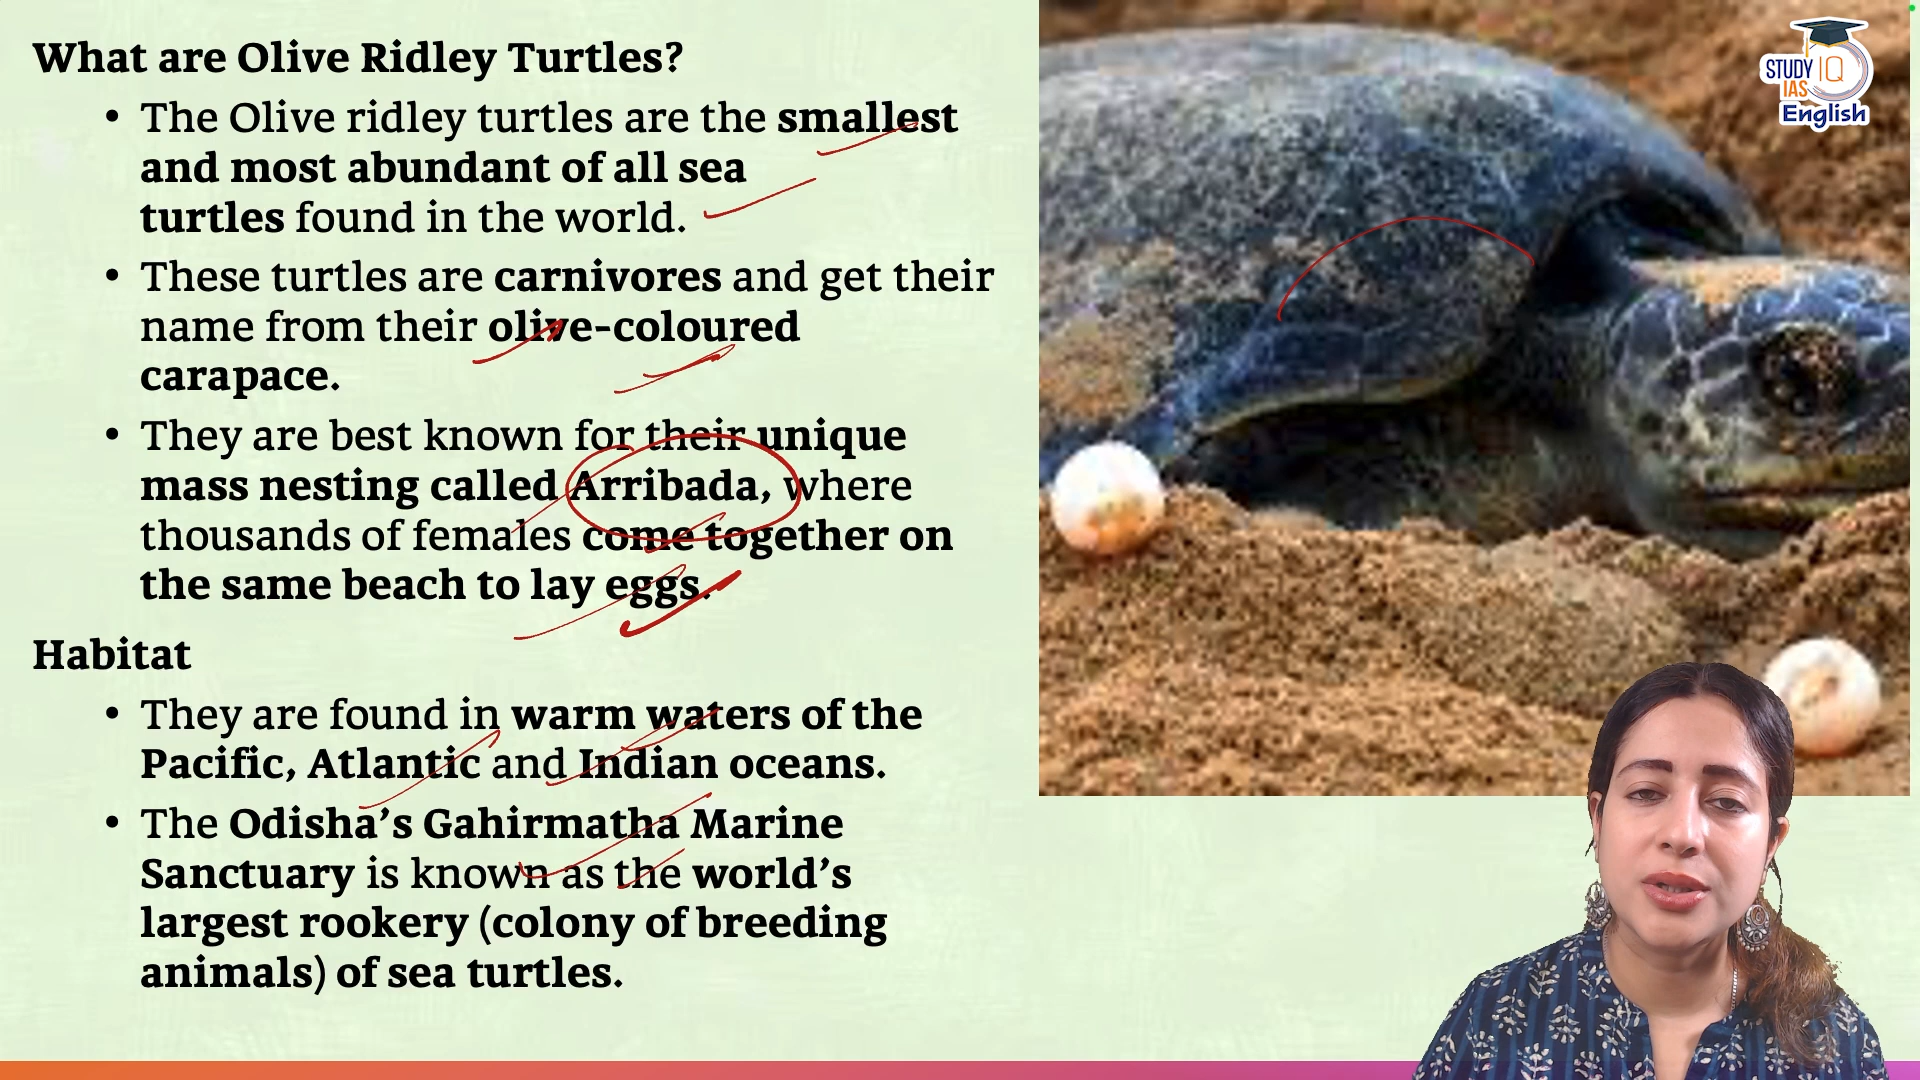 What are Olive Ridley Turtles?
• The Olive ridley turtles are the smallest
and most abundant of all sea
turtles found in the world.
• These turtles are carnivores and get their
name from their olive-coloured
carapace.
• They are best known for their unique
mass nesting called Arribada, where
thousands of females come together on
the same beach to lay eggs.
Habitat
• They are found in warm waters of the
Pacific, Atlantic and Indian oceans.
• The Odisha’s Gahirmatha Marine
Sanctuary is known as the world’s
largest rookery (colony of breeding
animals) of sea turtles.
STUDY IQ
IAS
English